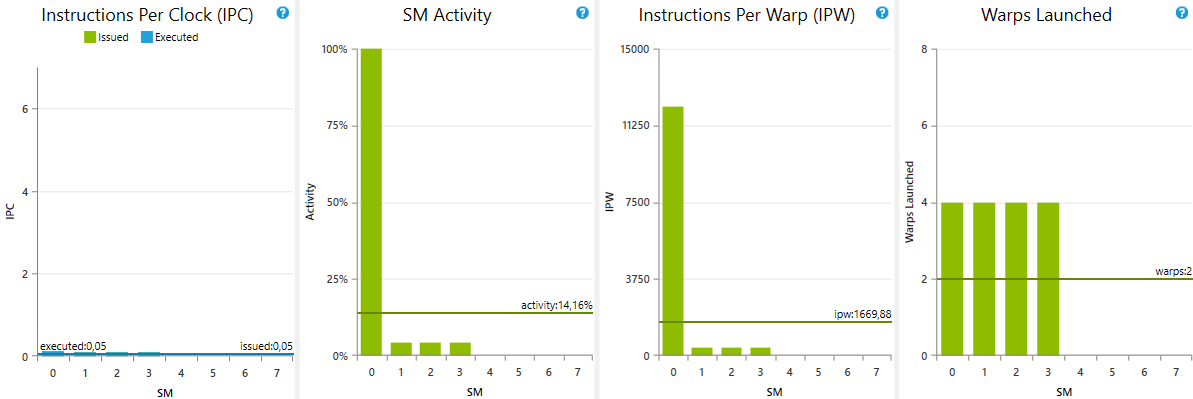 Instructions Per Clock (IPC) ?
Issued Executed
IPC
6
4
2
0
executed:0,05 issued:0,05
0 1 2 3 4 5 6 7
SM
SM Activity ?
Activity
100%
75%
50%
25%
0%
activity:14,16%
0 1 2 3 4 5 6 7
SM
Instructions Per Warp (IPW) ?
IPW
15000
11250
7500
3750
0
ipw:1669,88
0 1 2 3 4 5 6 7
SM
Warps Launched ?
Warps Launched
8
6
4
2
0
warps:2
0 1 2 3 4 5 6 7
SM